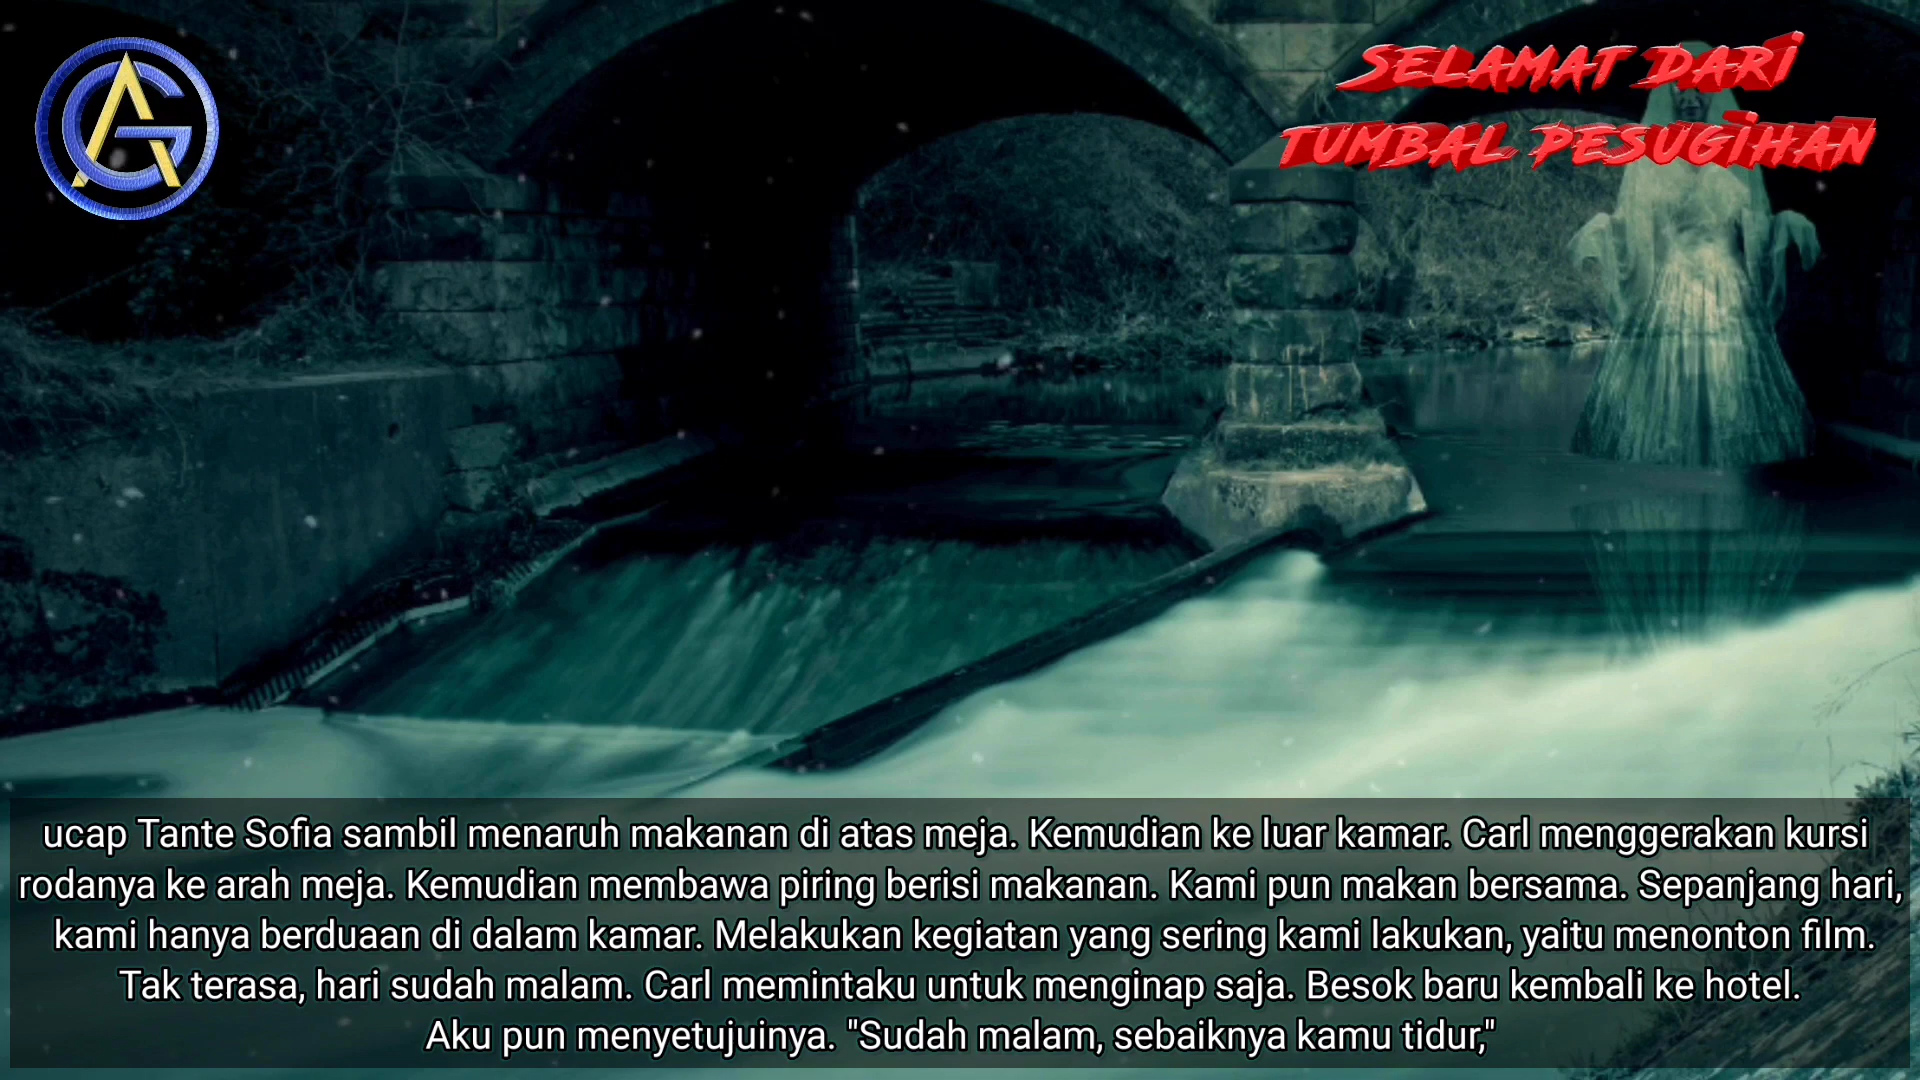 SELAMAT DARI
TUMBAL PESUGIHAN
ucap Tante Sofia sambil menaruh makanan di atas meja. Kemudian ke luar kamar. Carl menggerakan kursi
rodanya ke arah meja. Kemudian membawa piring berisi makanan. Kami pun makan bersama. Sepanjang hari,
kami hanya berduaan di dalam kamar. Melakukan kegiatan yang sering kami lakukan, yaitu menonton film.
Tak terasa, hari sudah malam. Carl memintaku untuk menginap saja. Besok baru kembali ke hotel.
Aku pun menyetujuinya. "Sudah malam, sebaiknya kamu tidur,"